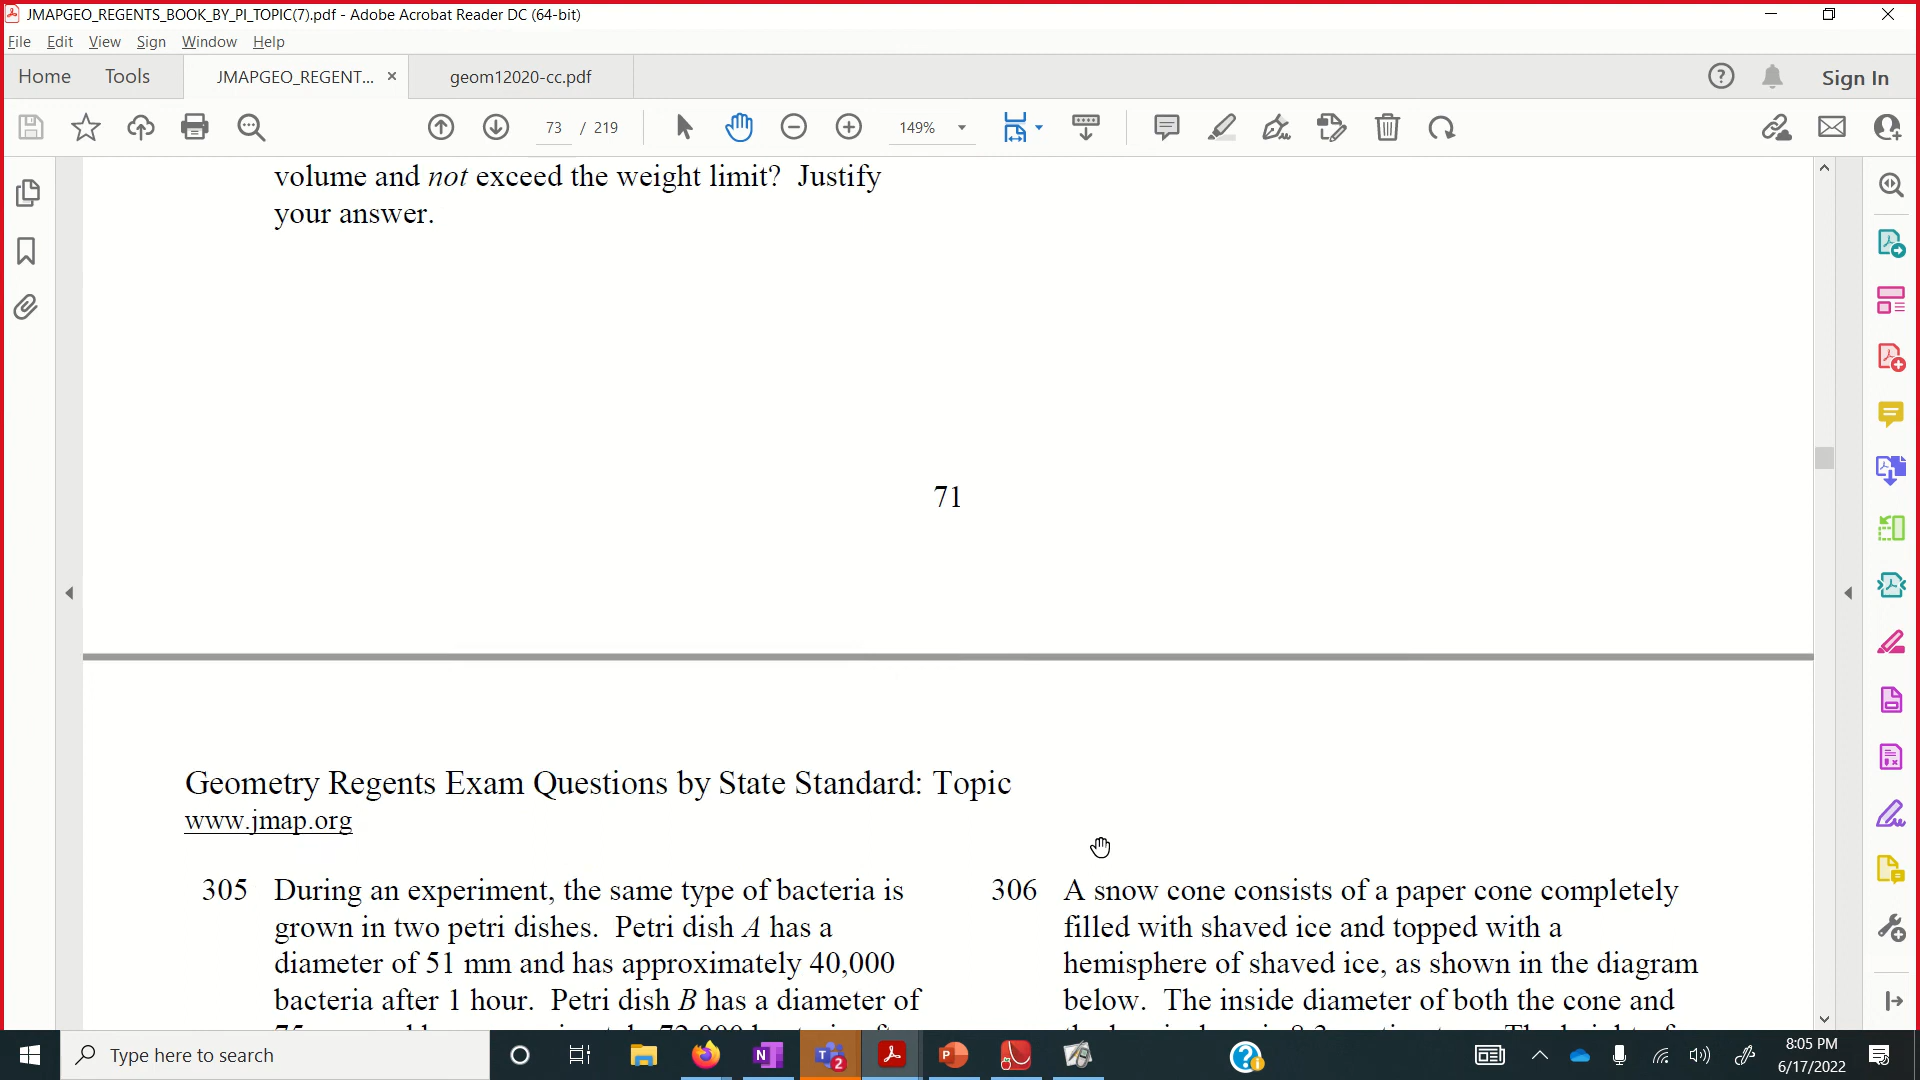 JMAPGEO_REGENTS_BOOK_BY_PI_TOPIC(7).pdf - Adobe Acrobat Reader DC (64-bit)
File Edit View Sign Window Help
Home Tools JMAPGEO_REGENT... × geom12020-cc.pdf Sign In
73 / 219 149%
volume and not exceed the weight limit? Justify
your answer.
71
Geometry Regents Exam Questions by State Standard: Topic
www.jmap.org
305 During an experiment, the same type of bacteria is
grown in two petri dishes. Petri dish A has a
diameter of 51 mm and has approximately 40,000
bacteria after 1 hour. Petri dish B has a diameter of
306 A snow cone consists of a paper cone completely
filled with shaved ice and topped with a
hemisphere of shaved ice, as shown in the diagram
below. The inside diameter of both the cone and
Type here to search
2
8:05 PM
6/17/2022